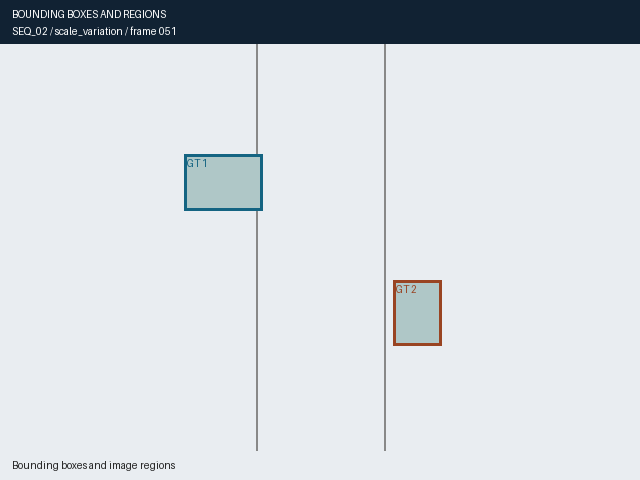 BOUNDING BOXES AND REGIONS
SEQ_02 / scale_variation / frame 051
GT1
GT2
Bounding boxes and image regions